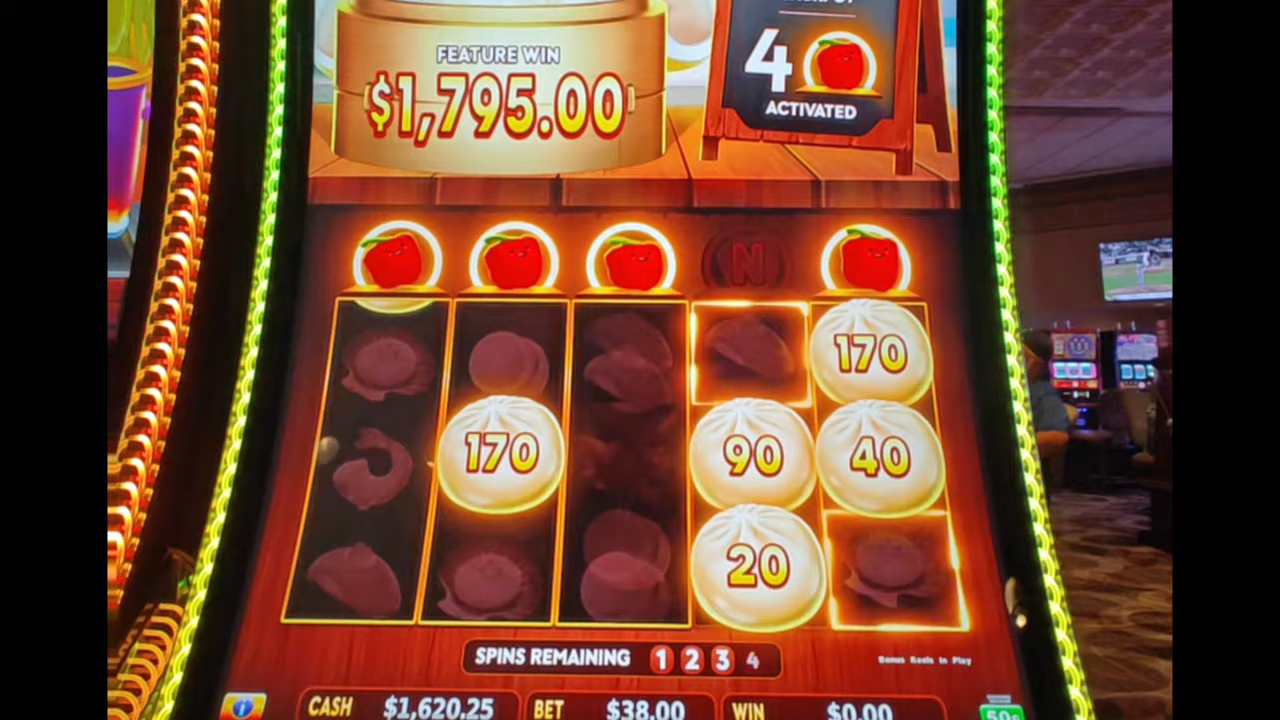 FEATURE WIN
$1,795.00
4
ACTIVATED
N
170
170
90
40
20
SPINS REMAINING 1 2 3 4
Bonus Reels In Play
CASH $1,620.25 BET $38.00 WIN $0.00
50¢